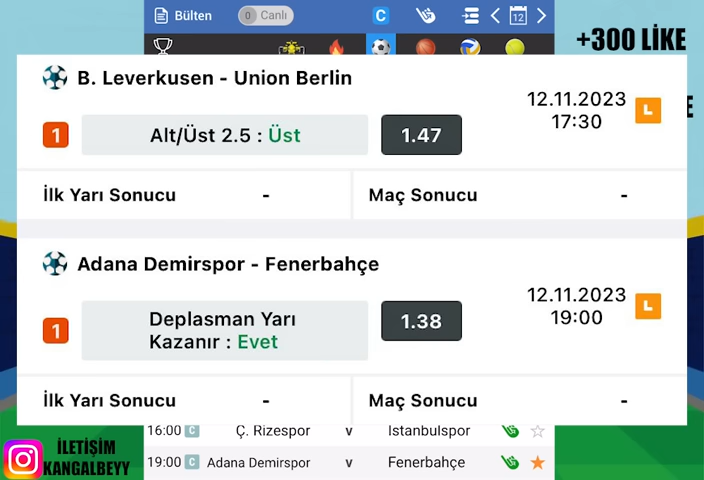 Bülten
0 Canlı
C
12
+300 LİKE
E
B. Leverkusen - Union Berlin
12.11.2023
17:30
L
1
Alt/Üst 2.5 : Üst
1.47
İlk Yarı Sonucu - Maç Sonucu -
Adana Demirspor - Fenerbahçe
12.11.2023
19:00
L
1
Deplasman Yarı
Kazanır : Evet
1.38
İlk Yarı Sonucu - Maç Sonucu -
16:00 C Ç. Rizespor v İstanbulspor
19:00 C Adana Demirspor v Fenerbahçe
İLETİŞİM
KANGALBEYY